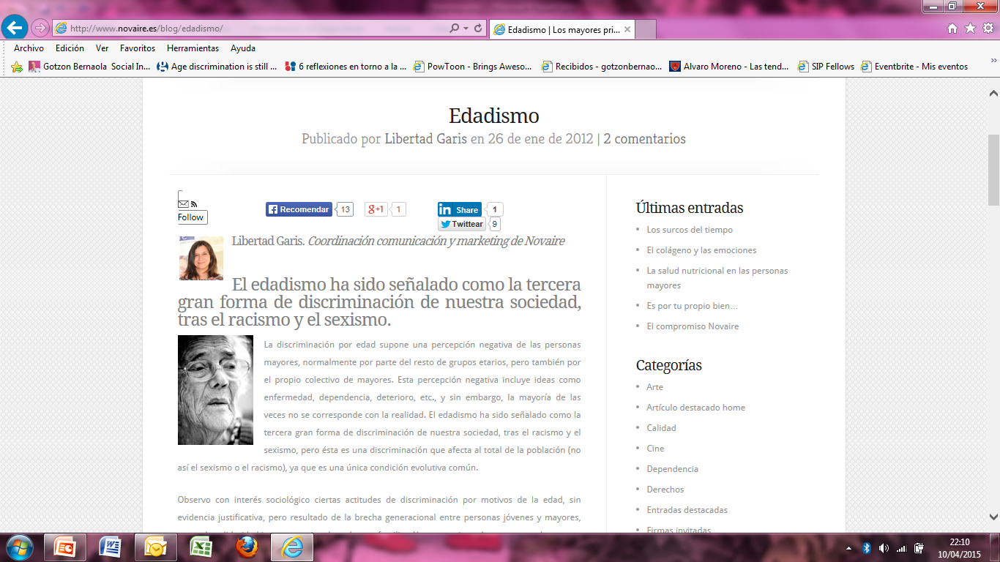 http://www.novaire.es/blog/edadismo/
Edadismo | Los mayores pri...
Archivo Edición Ver Favoritos Herramientas Ayuda
Gotzon Bernaola Social In... Age discrimination is still ... 6 reflexiones en torno a la ... PowToon - Brings Aweso... Recibidos - gotzonbernao... Alvaro Moreno - Las tend... SIP Fellows Eventbrite - Mis eventos
Edadismo
Publicado por Libertad Garis en 26 de ene de 2012 | 2 comentarios
Follow
Recomendar 13
g+1 1
in Share 1
Twittear 9
Libertad Garis. Coordinación comunicación y marketing de Novaire
El edadismo ha sido señalado como la tercera
gran forma de discriminación de nuestra sociedad,
tras el racismo y el sexismo.
La discriminación por edad supone una percepción negativa de las personas
mayores, normalmente por parte del resto de grupos etarios, pero también por
el propio colectivo de mayores. Esta percepción negativa incluye ideas como
enfermedad, dependencia, deterioro, etc., y sin embargo, la mayoría de las
veces no se corresponde con la realidad. El edadismo ha sido señalado como la
tercera gran forma de discriminación de nuestra sociedad, tras el racismo y el
sexismo, pero ésta es una discriminación que afecta al total de la población (no
así el sexismo o el racismo), ya que es una única condición evolutiva común.
Observo con interés sociológico ciertas actitudes de discriminación por motivos de la edad, sin
evidencia justificativa, pero resultado de la brecha generacional entre personas jóvenes y mayores,
Últimas entradas
Los surcos del tiempo
El colágeno y las emociones
La salud nutricional en las personas
mayores
Es por tu propio bien...
El compromiso Novaire
Categorías
Arte
Artículo destacado home
Calidad
Cine
Dependencia
Derechos
Entradas destacadas
Firmas invitadas
22:10
10/04/2015